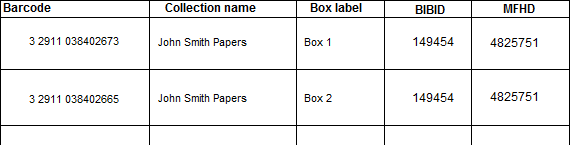 Barcode Collection name Box label BIBID MFHD
3 2911 038402673 John Smith Papers Box 1 149454 4825751
3 2911 038402665 John Smith Papers Box 2 149454 4825751